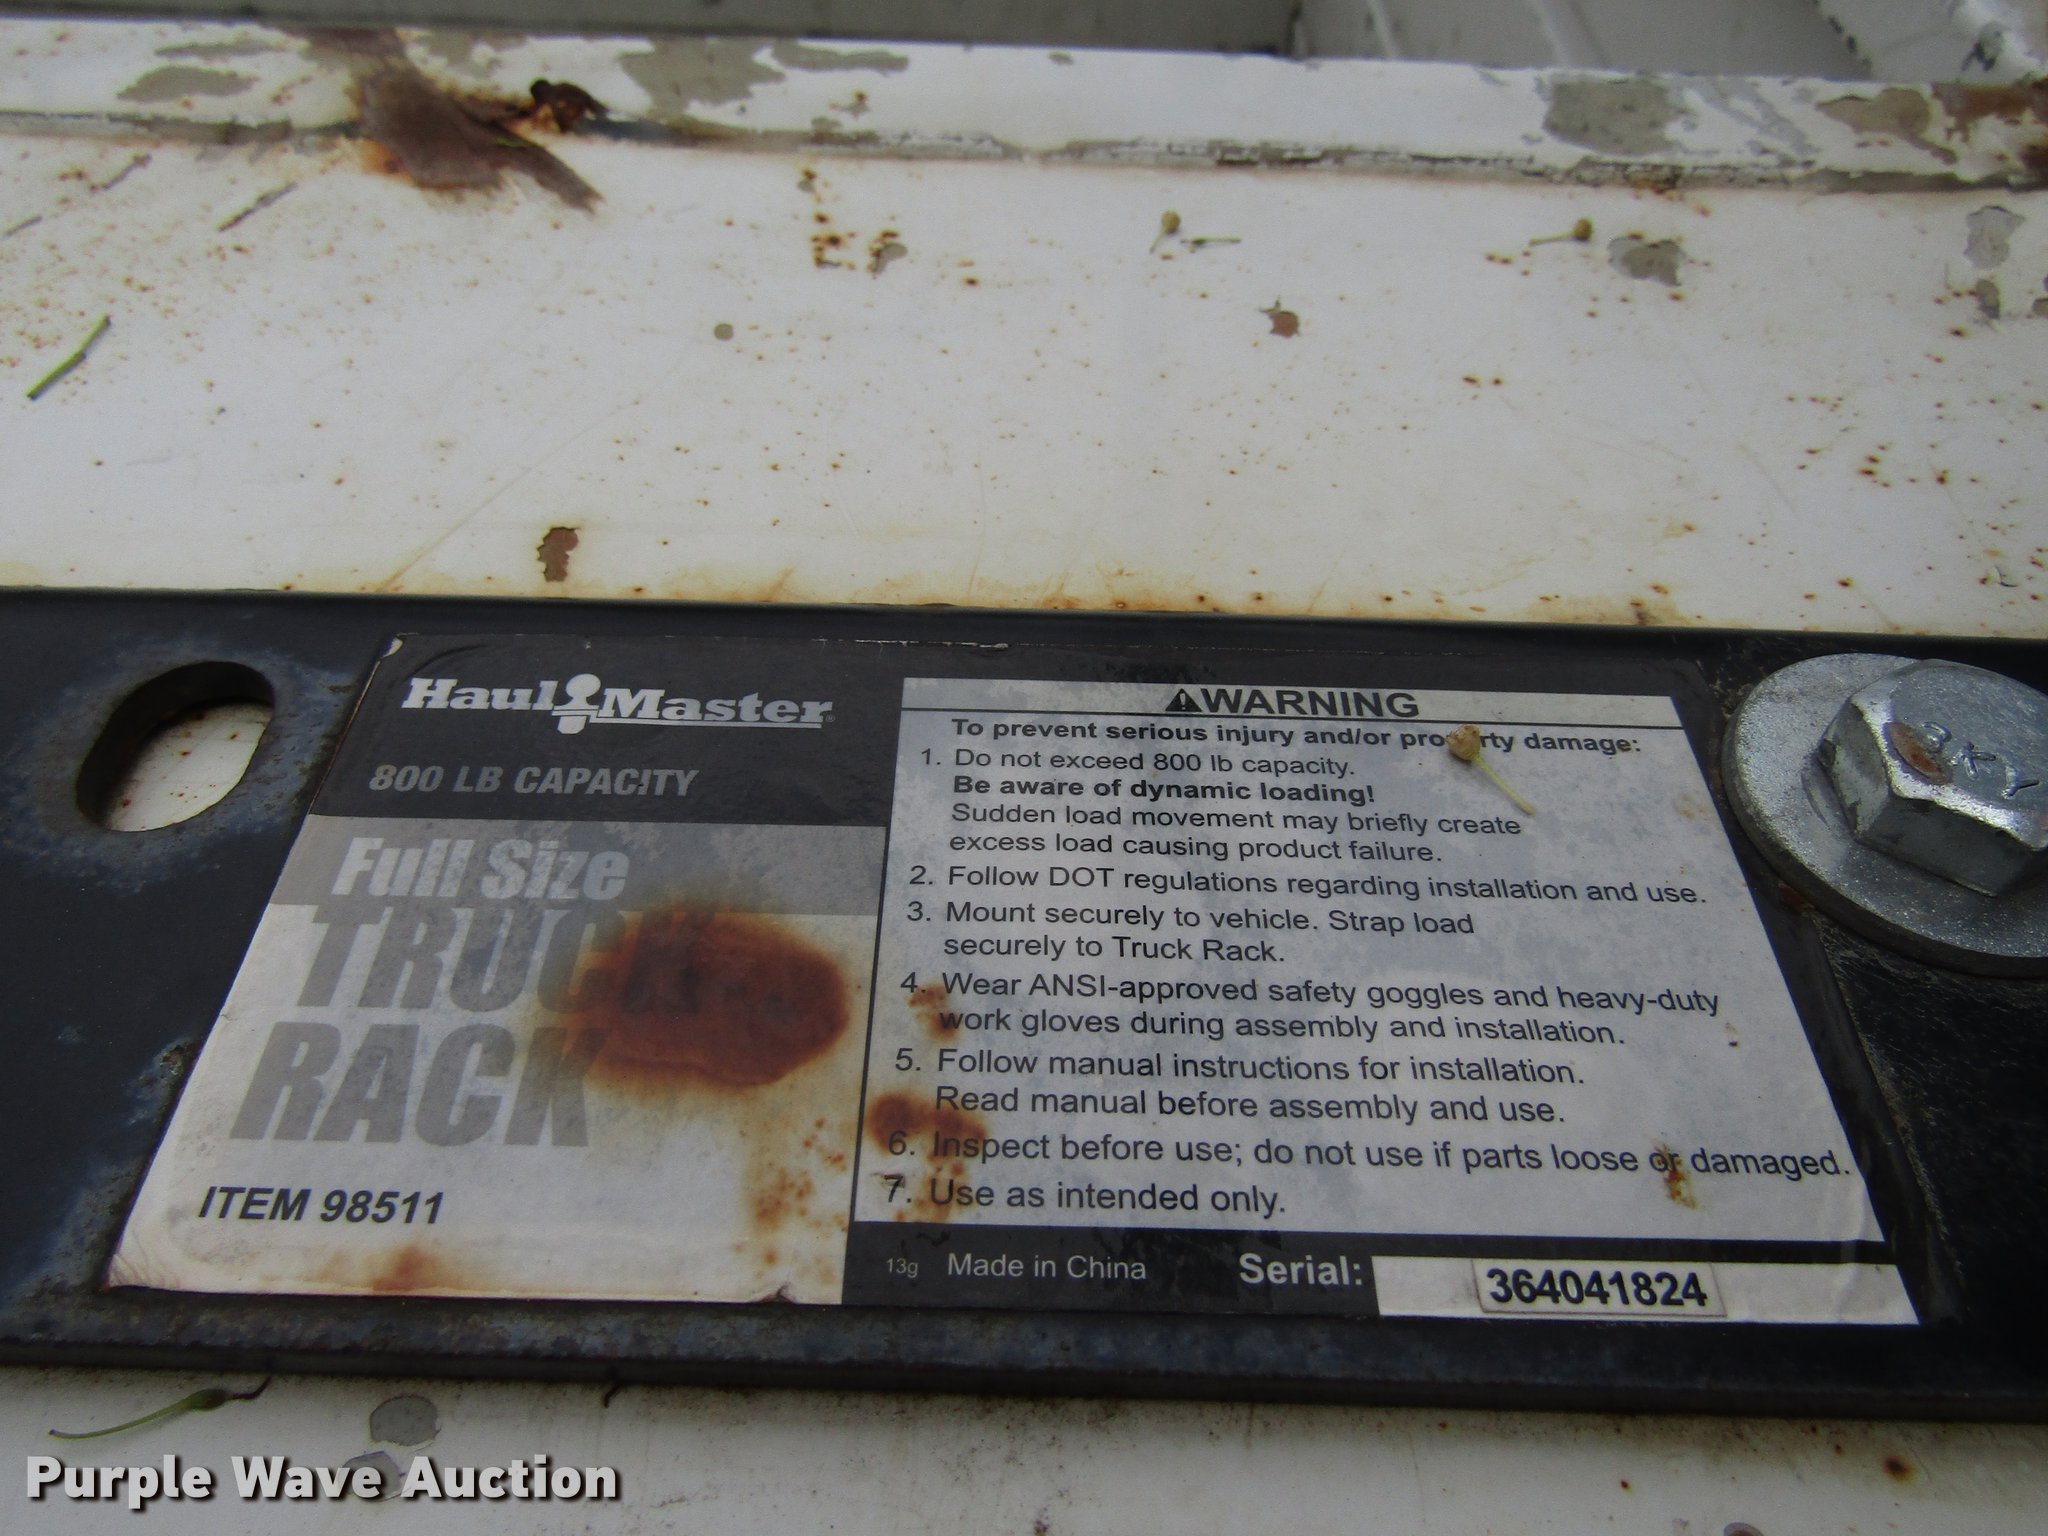 Haul Master®
800 LB CAPACITY
Full Size
TRUCK
RACK
ITEM 98511
⚠WARNING
To prevent serious injury and/or property damage:
1. Do not exceed 800 lb capacity.
Be aware of dynamic loading!
Sudden load movement may briefly create
excess load causing product failure.
2. Follow DOT regulations regarding installation and use.
3. Mount securely to vehicle. Strap load
securely to Truck Rack.
4. Wear ANSI-approved safety goggles and heavy-duty
work gloves during assembly and installation.
5. Follow manual instructions for installation.
Read manual before assembly and use.
6. Inspect before use; do not use if parts loose or damaged.
7. Use as intended only.
13g Made in China Serial: 364041824
Purple Wave Auction